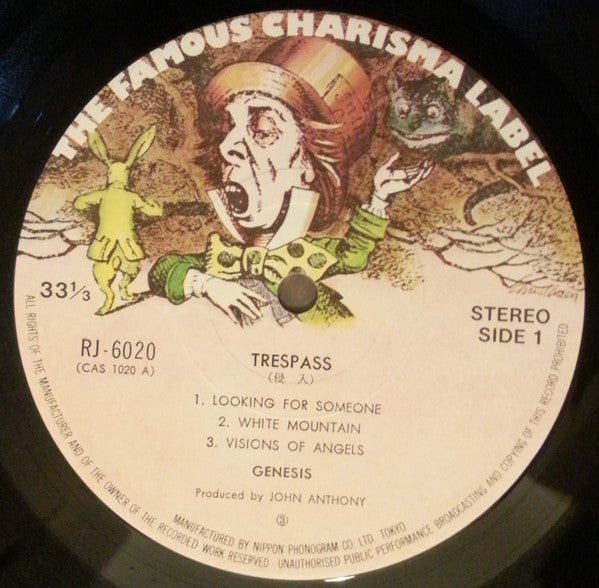 THE FAMOUS CHARISMA LABEL
33⅓
STEREO
SIDE 1
RJ-6020
(CAS 1020 A)
TRESPASS
(侵 入)
1. LOOKING FOR SOMEONE
2. WHITE MOUNTAIN
3. VISIONS OF ANGELS
GENESIS
Produced by JOHN ANTHONY
③
ALL RIGHTS OF THE MANUFACTURER AND OF THE OWNER OF THE RECORDED WORK RESERVED · UNAUTHORISED PUBLIC PERFORMANCE BROADCASTING AND COPYING OF THIS RECORD PROHIBITED
MANUFACTURED BY NIPPON PHONOGRAM CO. LTD. TOKYO